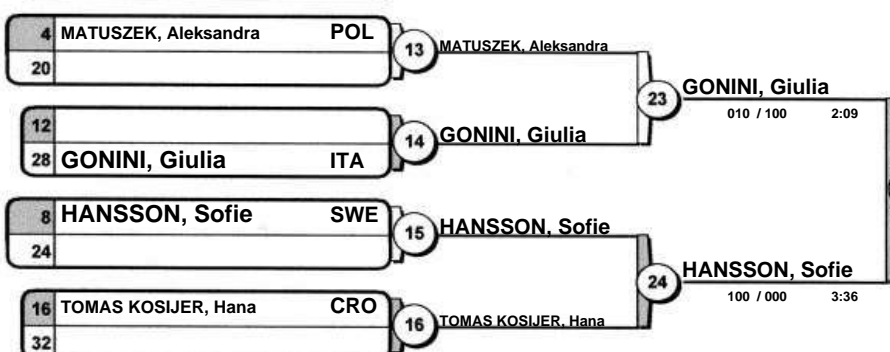 4 MATUSZEK, Aleksandra POL
20
13
MATUSZEK, Aleksandra
12
28 GONINI, Giulia ITA
14
GONINI, Giulia
23
GONINI, Giulia
010 / 100 2:09
8 HANSSON, Sofie SWE
24
15
HANSSON, Sofie
16 TOMAS KOSIJER, Hana CRO
32
16
TOMAS KOSIJER, Hana
24
HANSSON, Sofie
100 / 000 3:36